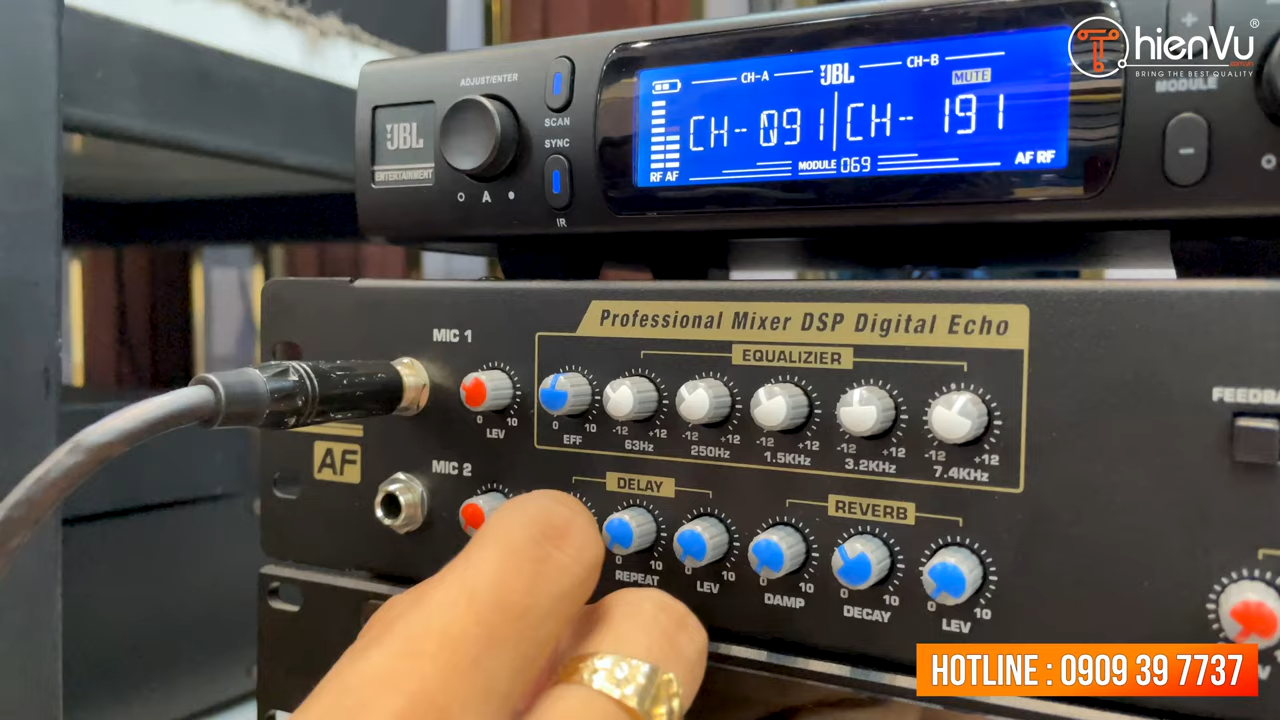 ThienVu®
BRING THE BEST QUALITY
ADJUST/ENTER
SCAN
SYNC
IR
JBL
ENTERTAINMENT
A
CH-A
JBL
CH-B
MUTE
CH-091 CH-191
RF AF
MODULE 069
AF RF
MODULE
+
-
Professional Mixer DSP Digital Echo
MIC 1
EQUALIZIER
0 10
LEV
0 10
EFF
-12 +12
63Hz
-12 +12
250Hz
-12 +12
1.5KHz
-12 +12
3.2KHz
-12 +12
7.4KHz
AF
MIC 2
DELAY
REVERB
0 10
REPEAT
0 10
LEV
0 10
DAMP
0 10
DECAY
0 10
LEV
HOTLINE : 0909 39 7737